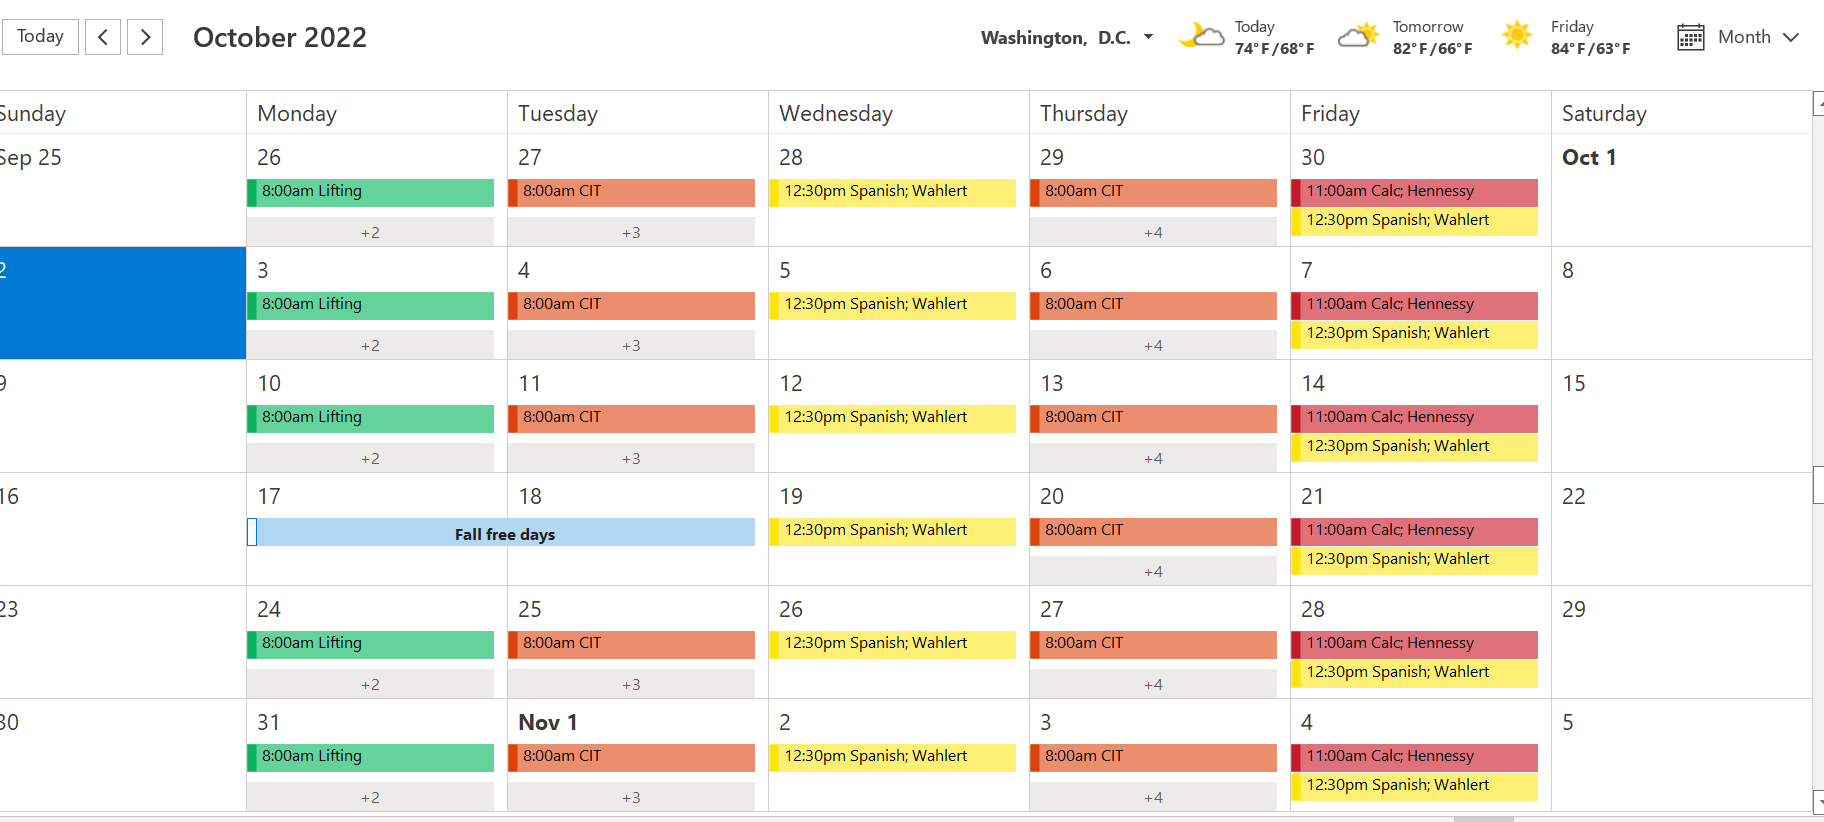 Today
October 2022
Washington, D.C.
Today
74°F/68°F
Tomorrow
82°F/66°F
Friday
84°F/63°F
Month
Sunday Monday Tuesday Wednesday Thursday Friday Saturday
Sep 25 26 27 28 29 30 Oct 1
8:00am Lifting 8:00am CIT 12:30pm Spanish; Wahlert 8:00am CIT 11:00am Calc; Hennessy
12:30pm Spanish; Wahlert
+2 +3 +4
2 3 4 5 6 7 8
8:00am Lifting 8:00am CIT 12:30pm Spanish; Wahlert 8:00am CIT 11:00am Calc; Hennessy
12:30pm Spanish; Wahlert
+2 +3 +4
9 10 11 12 13 14 15
8:00am Lifting 8:00am CIT 12:30pm Spanish; Wahlert 8:00am CIT 11:00am Calc; Hennessy
12:30pm Spanish; Wahlert
+2 +3 +4
16 17 18 19 20 21 22
Fall free days 12:30pm Spanish; Wahlert 8:00am CIT 11:00am Calc; Hennessy
12:30pm Spanish; Wahlert
+4
23 24 25 26 27 28 29
8:00am Lifting 8:00am CIT 12:30pm Spanish; Wahlert 8:00am CIT 11:00am Calc; Hennessy
12:30pm Spanish; Wahlert
+2 +3 +4
30 31 Nov 1 2 3 4 5
8:00am Lifting 8:00am CIT 12:30pm Spanish; Wahlert 8:00am CIT 11:00am Calc; Hennessy
12:30pm Spanish; Wahlert
+2 +3 +4